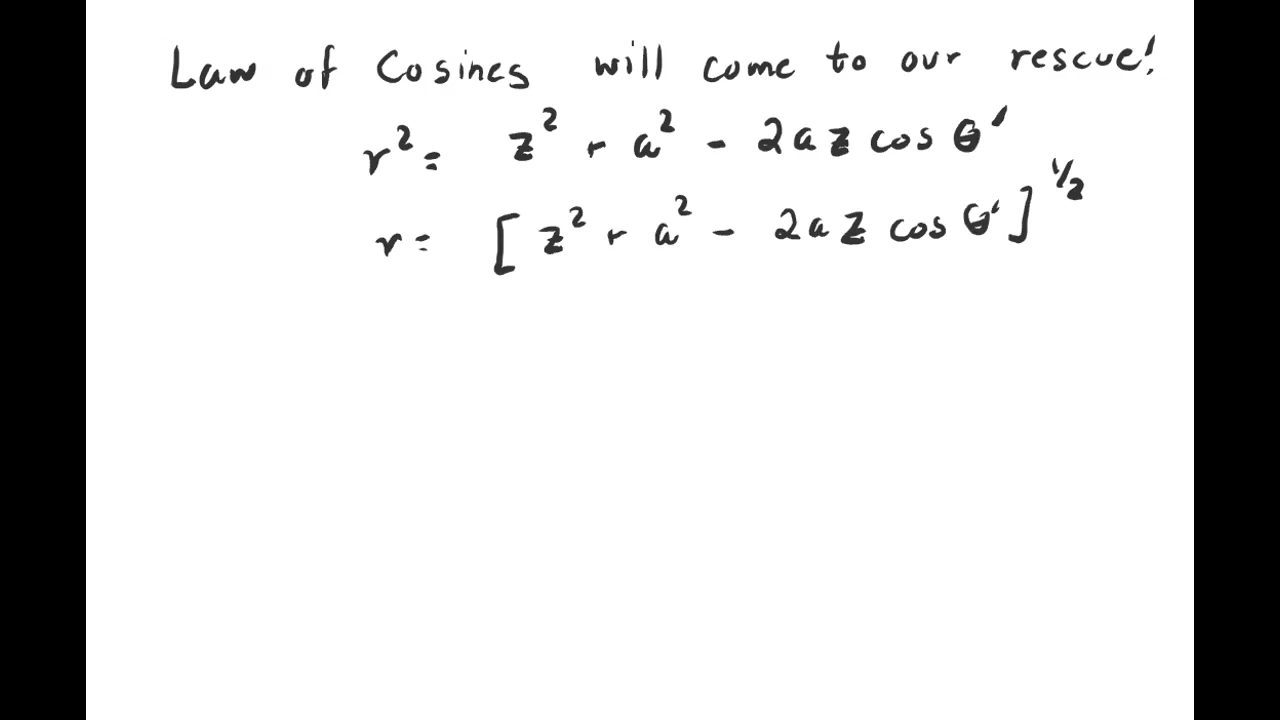 Law of Cosines will come to our rescue!
r² = z² + a² - 2az cos θ'
r = [z² + a² - 2az cos θ']^1/2